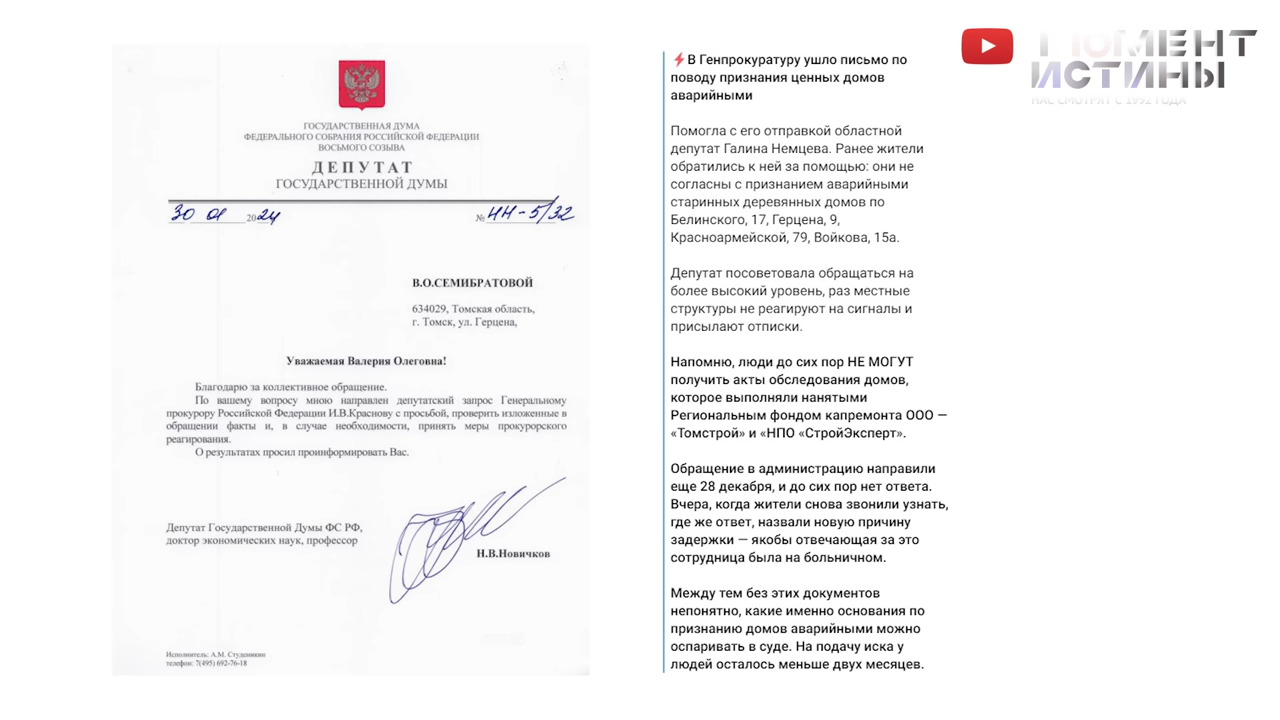 ГОСУДАРСТВЕННАЯ ДУМА
ФЕДЕРАЛЬНОГО СОБРАНИЯ РОССИЙСКОЙ ФЕДЕРАЦИИ
ВОСЬМОГО СОЗЫВА
ДЕПУТАТ
ГОСУДАРСТВЕННОЙ ДУМЫ
30 01 2024
№ НН-5/32
В.О.СЕМИБРАТОВОЙ
634029, Томская область,
г. Томск, ул. Герцена,
Уважаемая Валерия Олеговна!
Благодарю за коллективное обращение.
По вашему вопросу мною направлен депутатский запрос Генеральному
прокурору Российской Федерации И.В.Краснову с просьбой, проверить изложенные в
обращении факты и, в случае необходимости, принять меры прокурорского
реагирования.
О результатах просил проинформировать Вас.
Депутат Государственной Думы ФС РФ,
доктор экономических наук, профессор
Н.В.Новичков
Исполнитель: А.М. Студеникин
телефон: 7(495) 692-76-18
В Генпрокуратуру ушло письмо по
поводу признания ценных домов
аварийными
Помогла с его отправкой областной
депутат Галина Немцева. Ранее жители
обратились к ней за помощью: они не
согласны с признанием аварийными
старинных деревянных домов по
Белинского, 17, Герцена, 9,
Красноармейской, 79, Войкова, 15а.
Депутат посоветовала обращаться на
более высокий уровень, раз местные
структуры не реагируют на сигналы и
присылают отписки.
Напомню, люди до сих пор НЕ МОГУТ
получить акты обследования домов,
которое выполняли нанятыми
Региональным фондом капремонта ООО —
«Томстрой» и «НПО «СтройЭксперт».
Обращение в администрацию направили
еще 28 декабря, и до сих пор нет ответа.
Вчера, когда жители снова звонили узнать,
где же ответ, назвали новую причину
задержки — якобы отвечающая за это
сотрудница была на больничном.
Между тем без этих документов
непонятно, какие именно основания по
признанию домов аварийными можно
оспаривать в суде. На подачу иска у
людей осталось меньше двух месяцев.
МОМЕНТ
ИСТИНЫ
НАС СМОТРЯТ С 1992 ГОДА